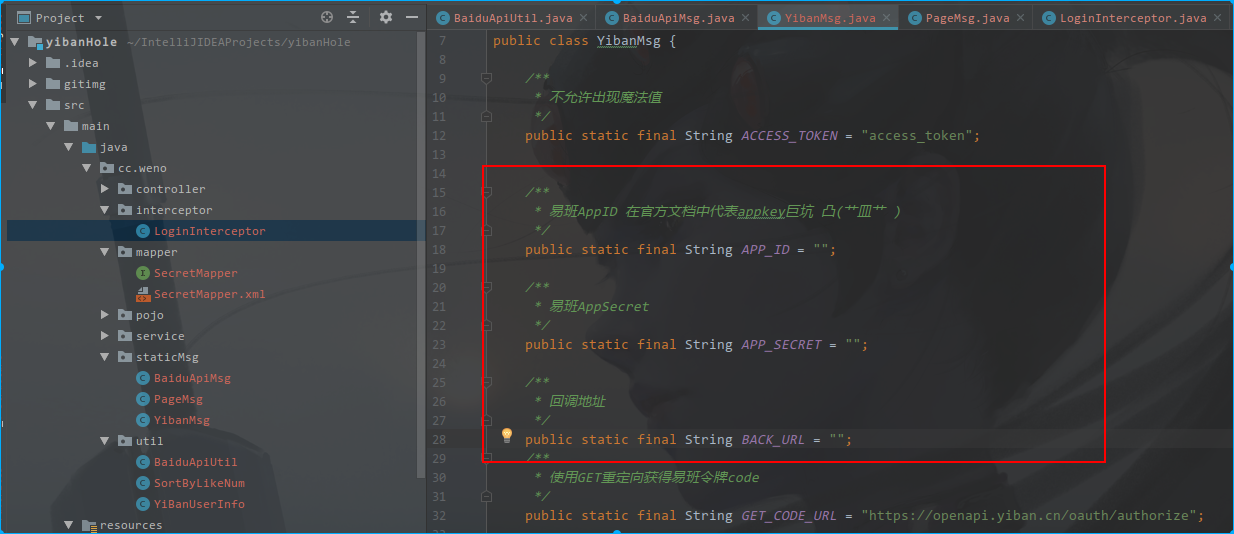 Project
yibanHole ~/IntelliJIDEAProjects/yibanHole
.idea
gitimg
src
main
java
cc.weno
controller
interceptor
LoginInterceptor
mapper
SecretMapper
SecretMapper.xml
pojo
service
staticMsg
BaiduApiMsg
PageMsg
YibanMsg
util
BaiduApiUtil
SortByLikeNum
YiBanUserInfo
resources
BaiduApiUtil.java BaiduApiMsg.java YibanMsg.java PageMsg.java LoginInterceptor.java
7 public class YibanMsg {
8
9 /**
10 * 不允许出现魔法值
11 */
12 public static final String ACCESS_TOKEN = "access_token";
13
14
15 /**
16 * 易班AppID 在官方文档中代表appkey巨坑 凸(艹皿艹 )
17 */
18 public static final String APP_ID = "";
19
20 /**
21 * 易班AppSecret
22 */
23 public static final String APP_SECRET = "";
24
25 /**
26 * 回调地址
27 */
28 public static final String BACK_URL = "";
29 /**
30 * 使用GET重定向获得易班令牌code
31 */
32 public static final String GET_CODE_URL = "https://openapi.yiban.cn/oauth/authorize";